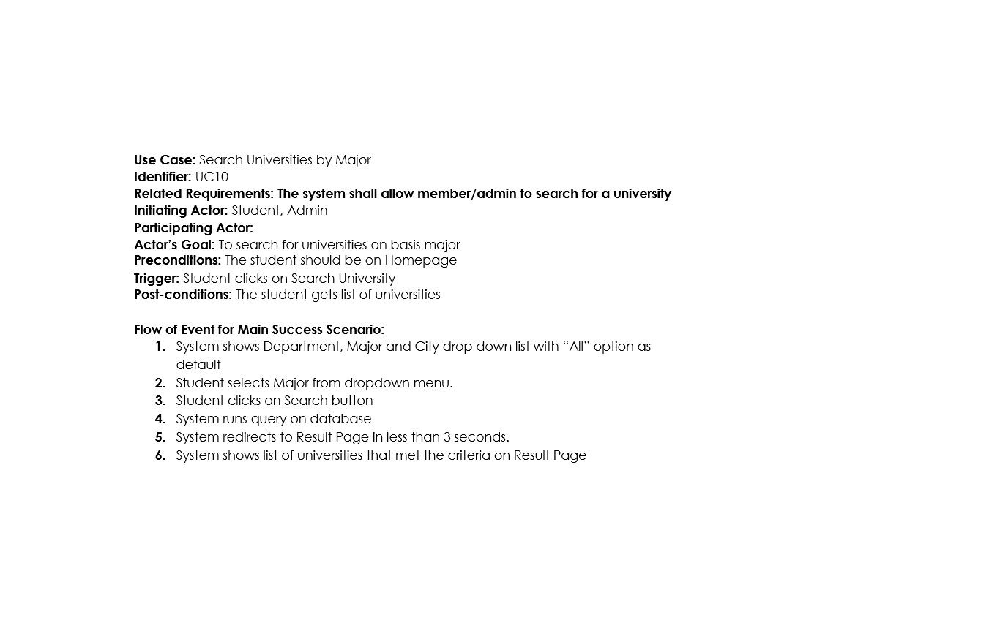 Use Case: Search Universities by Major
Identifier: UC10
Related Requirements: The system shall allow member/admin to search for a university
Initiating Actor: Student, Admin
Participating Actor:
Actor’s Goal: To search for universities on basis major
Preconditions: The student should be on Homepage
Trigger: Student clicks on Search University
Post-conditions: The student gets list of universities
Flow of Event for Main Success Scenario:
1. System shows Department, Major and City drop down list with “All” option as
default
2. Student selects Major from dropdown menu.
3. Student clicks on Search button
4. System runs query on database
5. System redirects to Result Page in less than 3 seconds.
6. System shows list of universities that met the criteria on Result Page